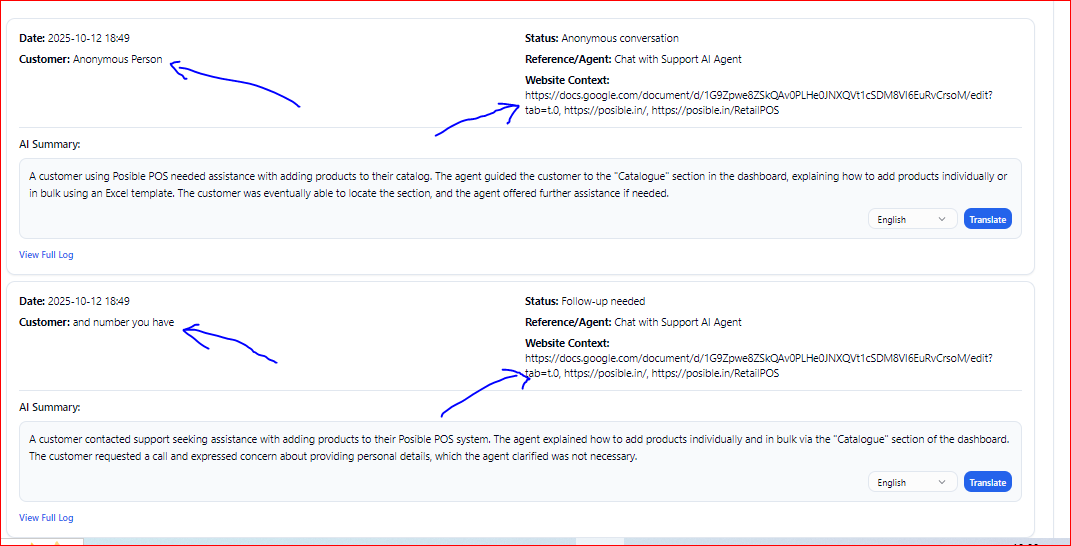 Date: 2025-10-12 18:49
Status: Anonymous conversation
Customer: Anonymous Person
Reference/Agent: Chat with Support AI Agent
Website Context:
https://docs.google.com/document/d/1G9Zpwe8ZSkQAv0PLHe0JNXQVt1cSDM8Vl6EuRvCrsoM/edit?
tab=t.0, https://posible.in/, https://posible.in/RetailPOS
AI Summary:
A customer using Posible POS needed assistance with adding products to their catalog. The agent guided the customer to the "Catalogue" section in the dashboard, explaining how to add products individually or
in bulk using an Excel template. The customer was eventually able to locate the section, and the agent offered further assistance if needed.
English
Translate
View Full Log
Date: 2025-10-12 18:49
Status: Follow-up needed
Customer: and number you have
Reference/Agent: Chat with Support AI Agent
Website Context:
https://docs.google.com/document/d/1G9Zpwe8ZSkQAv0PLHe0JNXQVt1cSDM8Vl6EuRvCrsoM/edit?
tab=t.0, https://posible.in/, https://posible.in/RetailPOS
AI Summary:
A customer contacted support seeking assistance with adding products to their Posible POS system. The agent explained how to add products individually and in bulk via the "Catalogue" section of the dashboard.
The customer requested a call and expressed concern about providing personal details, which the agent clarified was not necessary.
English
Translate
View Full Log